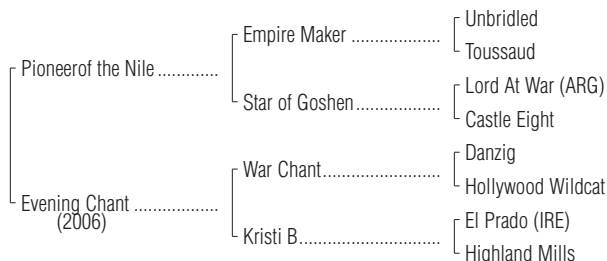 Unbridled
Empire Maker ....................
Toussaud
Pioneerof the Nile .............
Lord At War (ARG)
Star of Goshen ...................
Castle Eight
Danzig
War Chant..........................
Hollywood Wildcat
Evening Chant ..................
(2006)
El Prado (IRE)
Kristi B...............................
Highland Mills